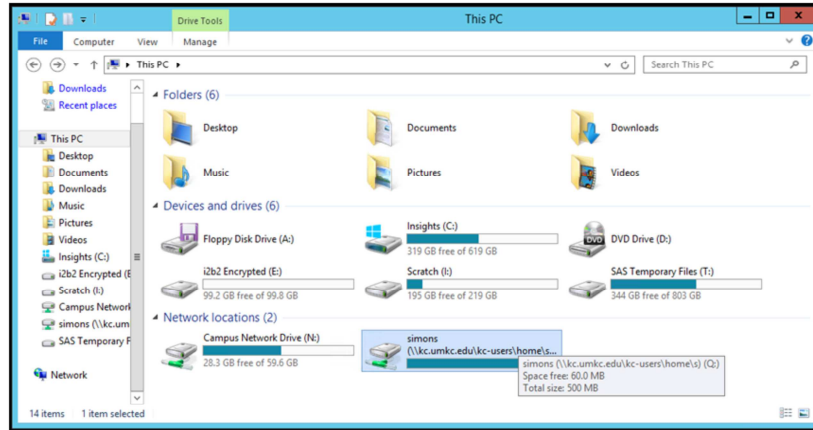 Drive Tools
This PC
File Computer View Manage
This PC
Search This PC
Downloads
Recent places
This PC
Desktop
Documents
Downloads
Music
Pictures
Videos
Insights (C:)
i2b2 Encrypted (E
Scratch (I:)
Campus Network
simons (\\kc.um
SAS Temporary F
Network
Folders (6)
Desktop Documents Downloads
Music Pictures Videos
Devices and drives (6)
Floppy Disk Drive (A:)
Insights (C:)
319 GB free of 619 GB
DVD
DVD Drive (D:)
i2b2 Encrypted (E:)
99.2 GB free of 99.8 GB
Scratch (I:)
195 GB free of 219 GB
SAS Temporary Files (T:)
344 GB free of 803 GB
Network locations (2)
Campus Network Drive (N:)
28.3 GB free of 59.6 GB
simons
(\\kc.umkc.edu\kc-users\home\s...
simons (\\kc.umkc.edu\kc-users\home\s) (Q:)
Space free: 60.0 MB
Total size: 500 MB
14 items 1 item selected